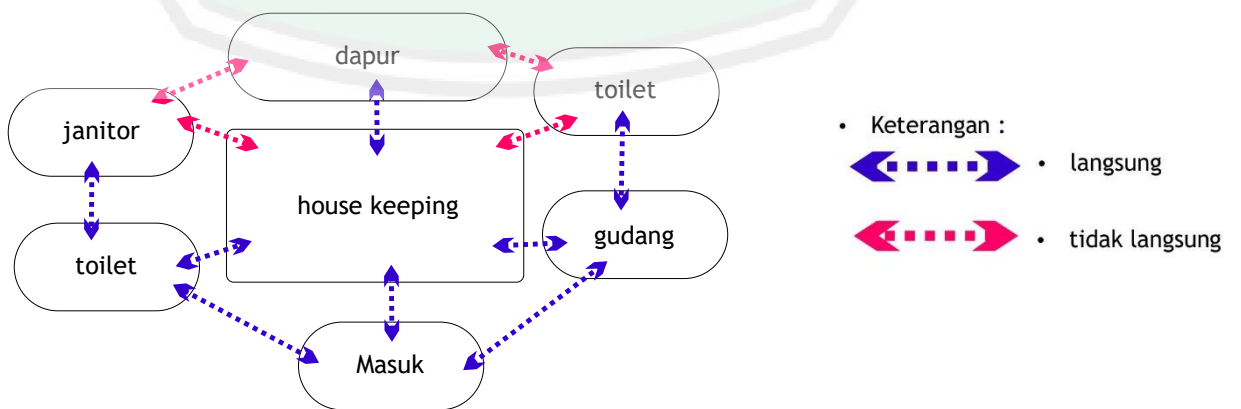 dapur
toilet
janitor
house keeping
gudang
toilet
Masuk
• Keterangan :
• langsung
• tidak langsung